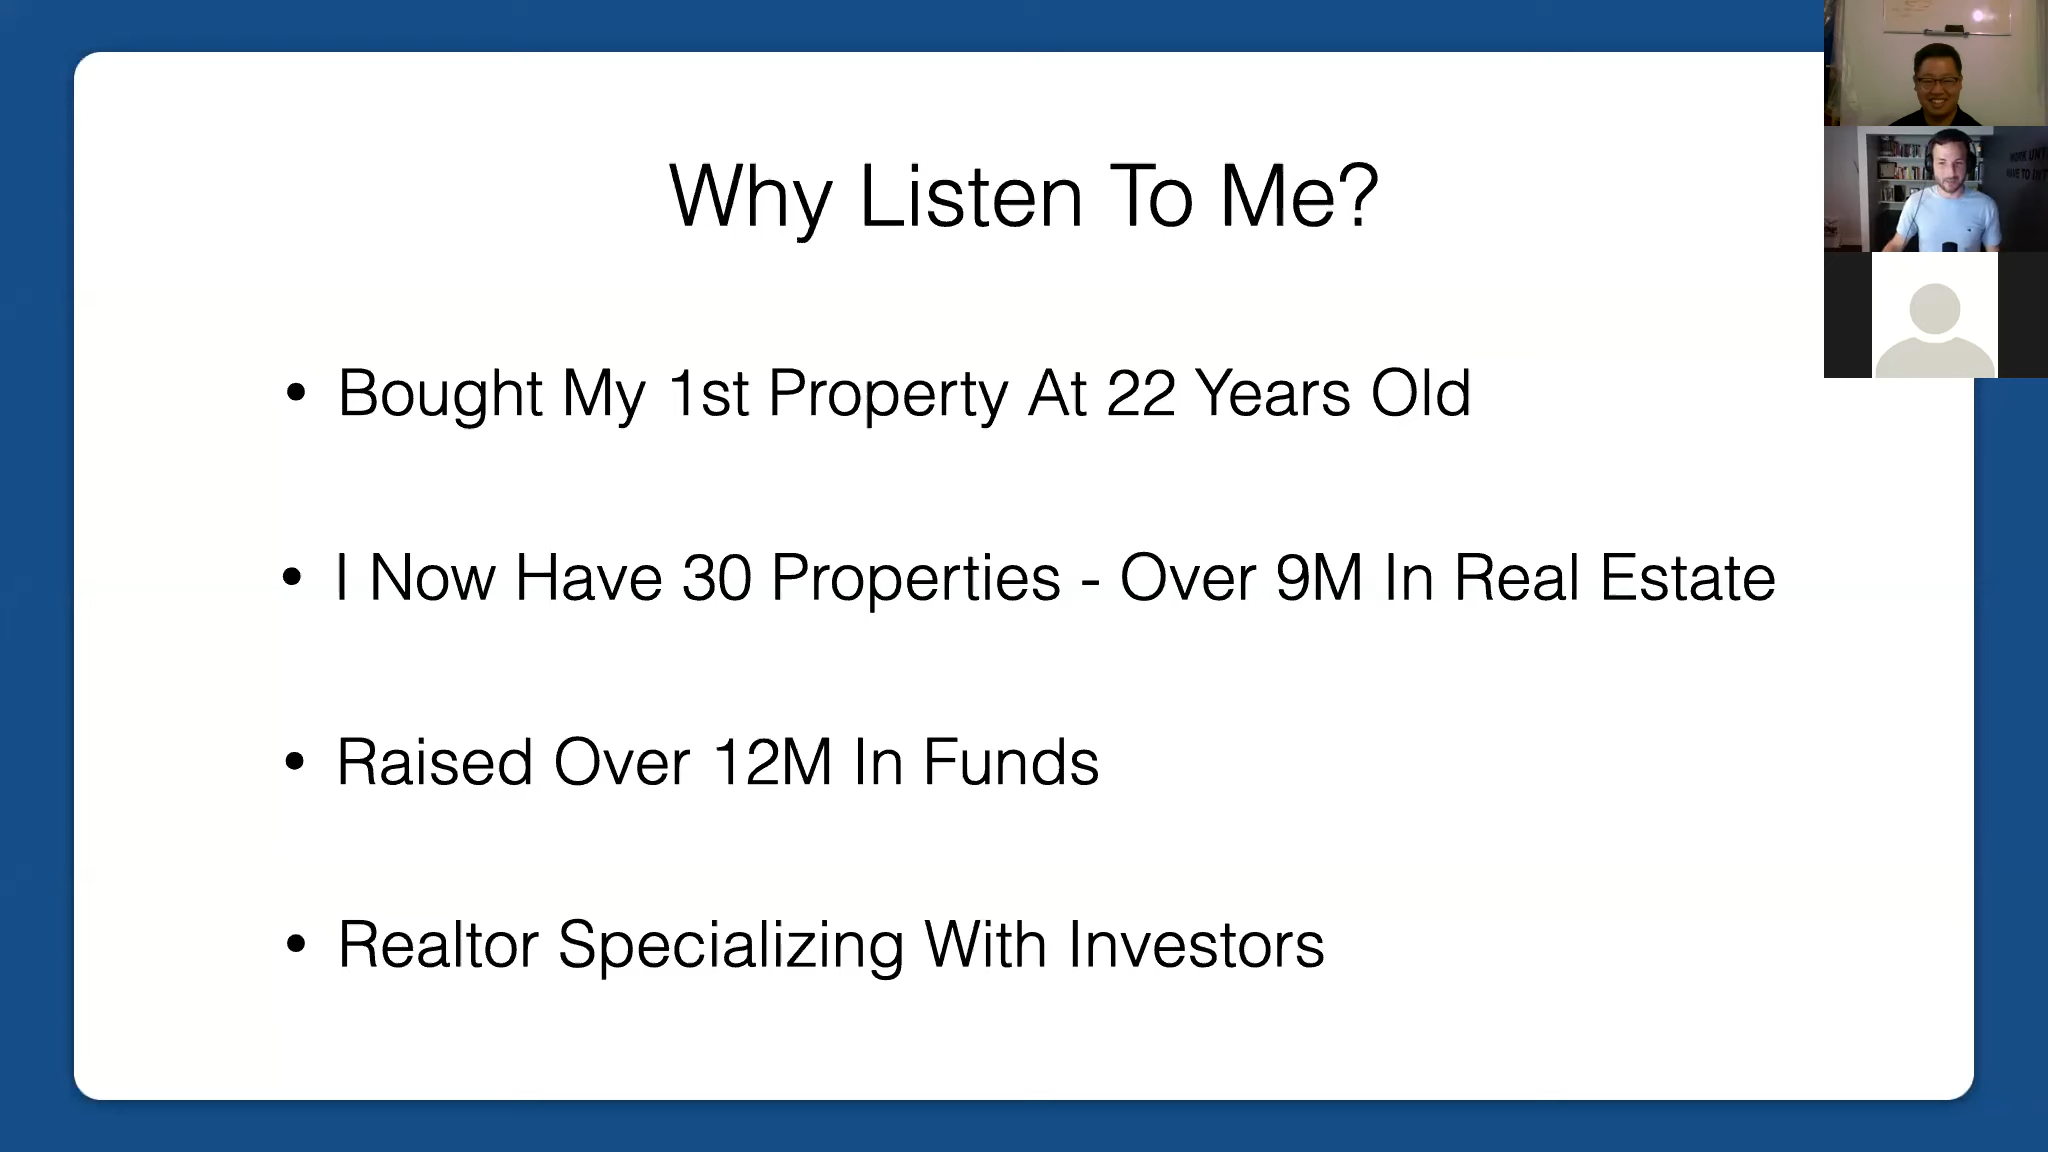 Why Listen To Me?
• Bought My 1st Property At 22 Years Old
• I Now Have 30 Properties - Over 9M In Real Estate
• Raised Over 12M In Funds
• Realtor Specializing With Investors